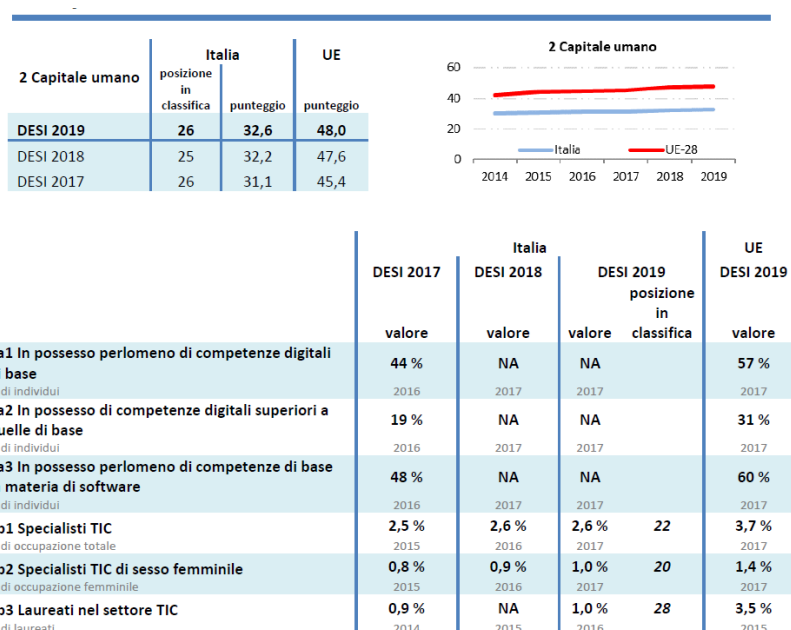 Italia UE
2 Capitale umano
posizione
in
classifica punteggio punteggio
DESI 2019 26 32,6 48,0
DESI 2018 25 32,2 47,6
DESI 2017 26 31,1 45,4
2 Capitale umano
60
40
20
0
Italia UE-28
2014 2015 2016 2017 2018 2019
Italia UE
DESI 2017 DESI 2018 DESI 2019 DESI 2019
posizione
in
valore valore valore classifica valore
a1 In possesso perlomeno di competenze digitali
i base
44 % NA NA 57 %
di individui 2016 2017 2017 2017
a2 In possesso di competenze digitali superiori a
uelle di base
19 % NA NA 31 %
di individui 2016 2017 2017 2017
a3 In possesso perlomeno di competenze di base
materia di software
48 % NA NA 60 %
di individui 2016 2017 2017 2017
b1 Specialisti TIC 2,5 % 2,6 % 2,6 % 22 3,7 %
di occupazione totale 2015 2016 2017 2017
b2 Specialisti TIC di sesso femminile 0,8 % 0,9 % 1,0 % 20 1,4 %
di occupazione femminile 2015 2016 2017 2017
b3 Laureati nel settore TIC 0,9 % NA 1,0 % 28 3,5 %
di laureati 2014 2015 2016 2015